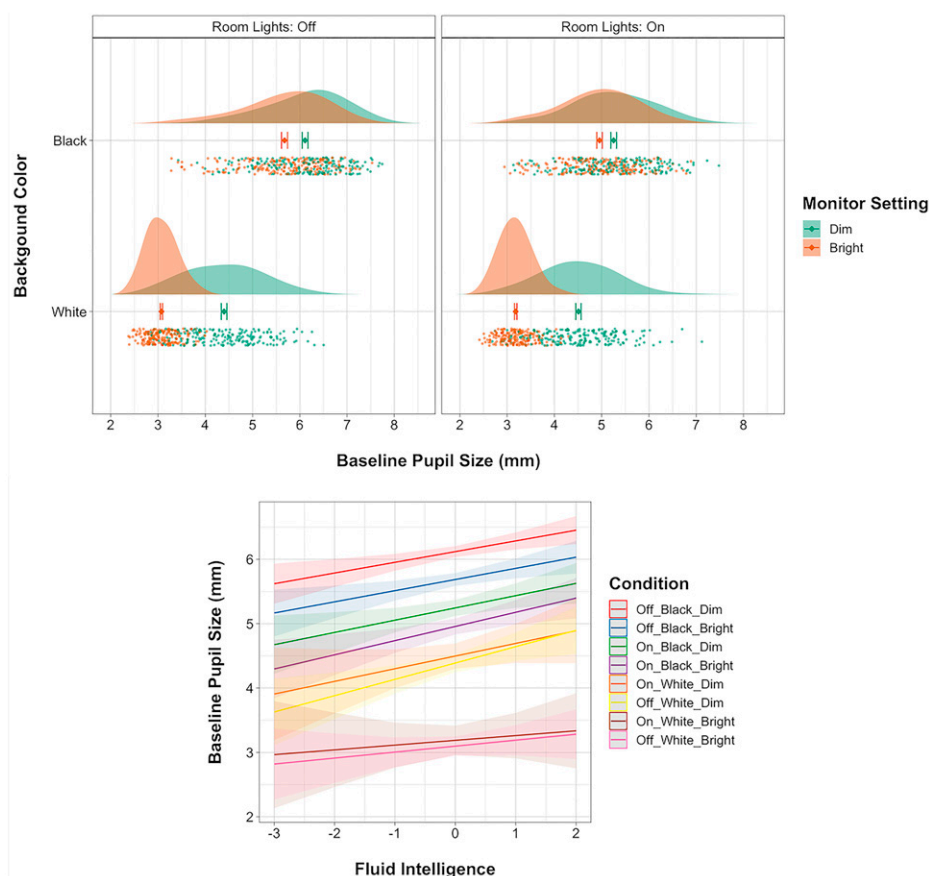 Room Lights: Off
Room Lights: On
Backgound Color
Black
White
2 3 4 5 6 7 8
2 3 4 5 6 7 8
Baseline Pupil Size (mm)
Monitor Setting
Dim
Bright
Baseline Pupil Size (mm)
6
5
4
3
2
-3 -2 -1 0 1 2
Fluid Intelligence
Condition
Off_Black_Dim
Off_Black_Bright
On_Black_Dim
On_Black_Bright
On_White_Dim
Off_White_Dim
On_White_Bright
Off_White_Bright